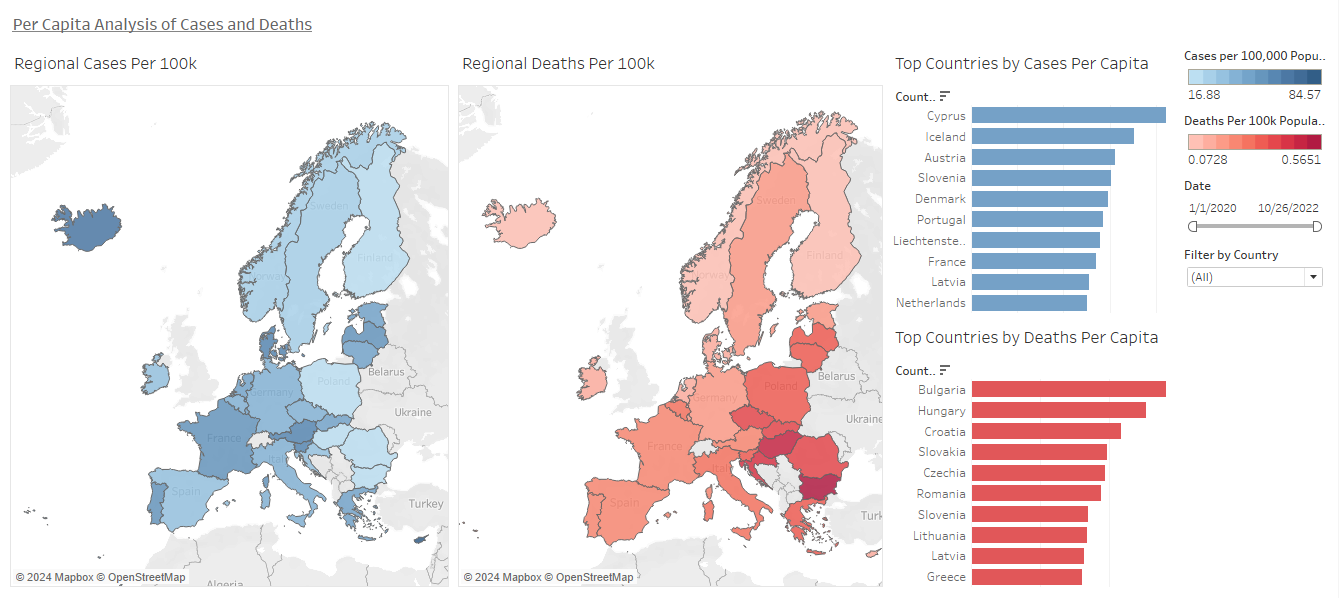 Per Capita Analysis of Cases and Deaths
Regional Cases Per 100k
Sweden
Finland
Norway
Belarus
Poland
Germany
Ukraine
France
Italy
Spain
Turkey
Algeria
© 2024 Mapbox © OpenStreetMap
Regional Deaths Per 100k
Sweden
Finland
Norway
Belarus
Poland
Germany
Ukraine
France
Italy
Spain
Turk
© 2024 Mapbox © OpenStreetMap
Top Countries by Cases Per Capita
Count..
Cyprus
Iceland
Austria
Slovenia
Denmark
Portugal
Liechtenste..
France
Latvia
Netherlands
Top Countries by Deaths Per Capita
Count..
Bulgaria
Hungary
Croatia
Slovakia
Czechia
Romania
Slovenia
Lithuania
Latvia
Greece
Cases per 100,000 Popu..
16.88 84.57
Deaths Per 100k Popula..
0.0728 0.5651
Date
1/1/2020 10/26/2022
Filter by Country
(All)